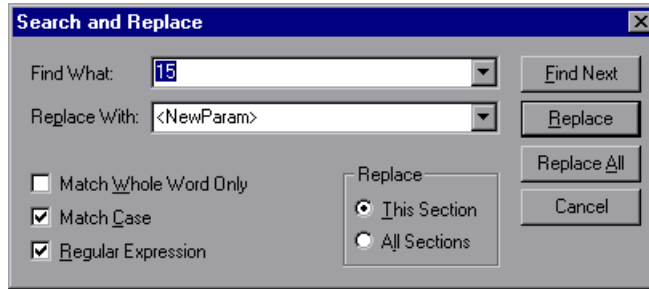 Search and Replace
Find What: 15 Find Next
Replace With: <NewParam> Replace
Replace All
Match Whole Word Only
Match Case
Regular Expression
Replace
This Section
All Sections
Cancel